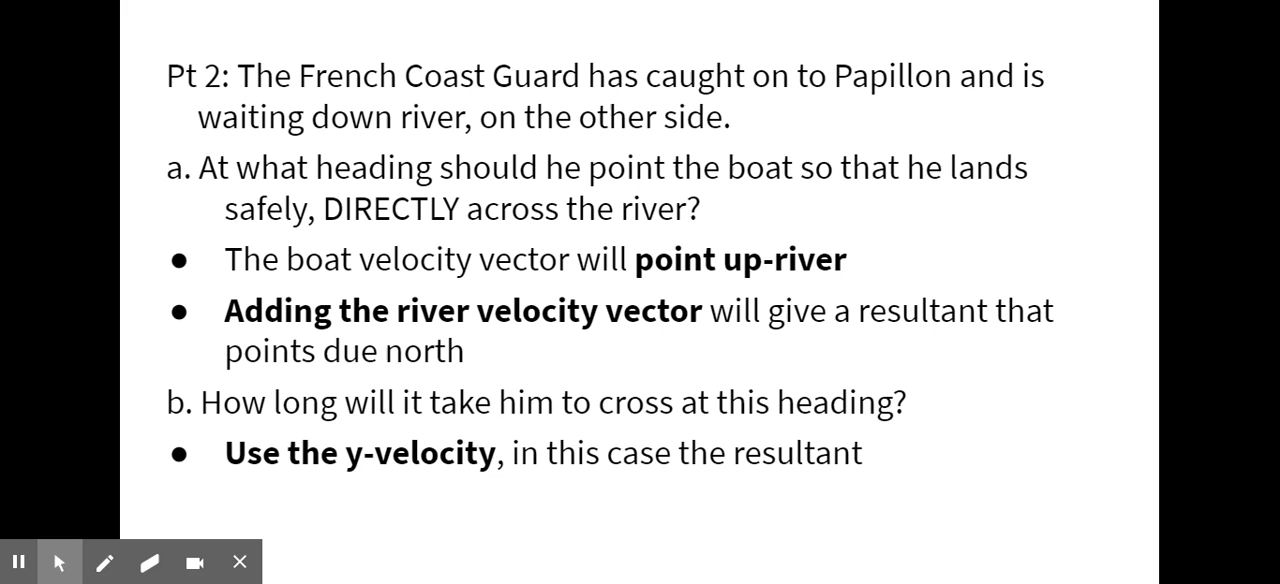 Pt 2: The French Coast Guard has caught on to Papillon and is
waiting down river, on the other side.
a. At what heading should he point the boat so that he lands
safely, DIRECTLY across the river?
● The boat velocity vector will point up-river
● Adding the river velocity vector will give a resultant that
points due north
b. How long will it take him to cross at this heading?
● Use the y-velocity, in this case the resultant